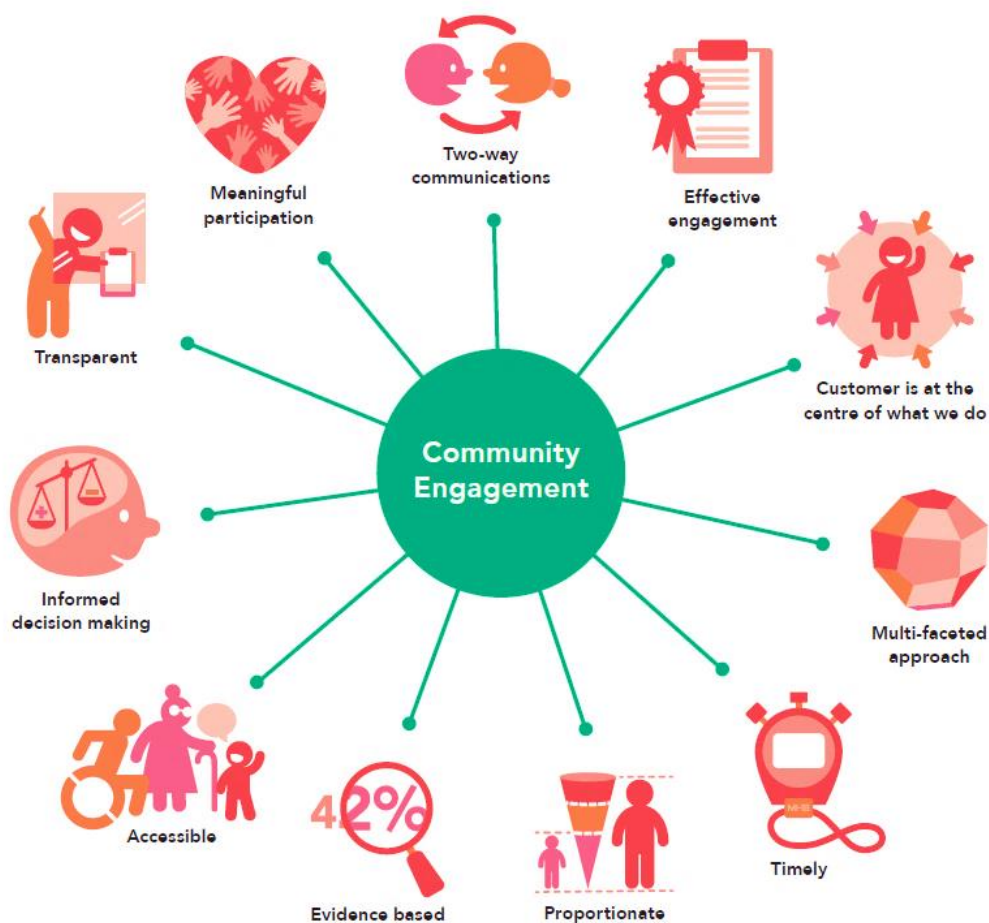 Two-way
communications
Meaningful
participation
Effective
engagement
Transparent
Customer is at the
centre of what we do
Community
Engagement
Informed
decision making
Multi-faceted
approach
Accessible
42%
MHS
Timely
Evidence based
Proportionate